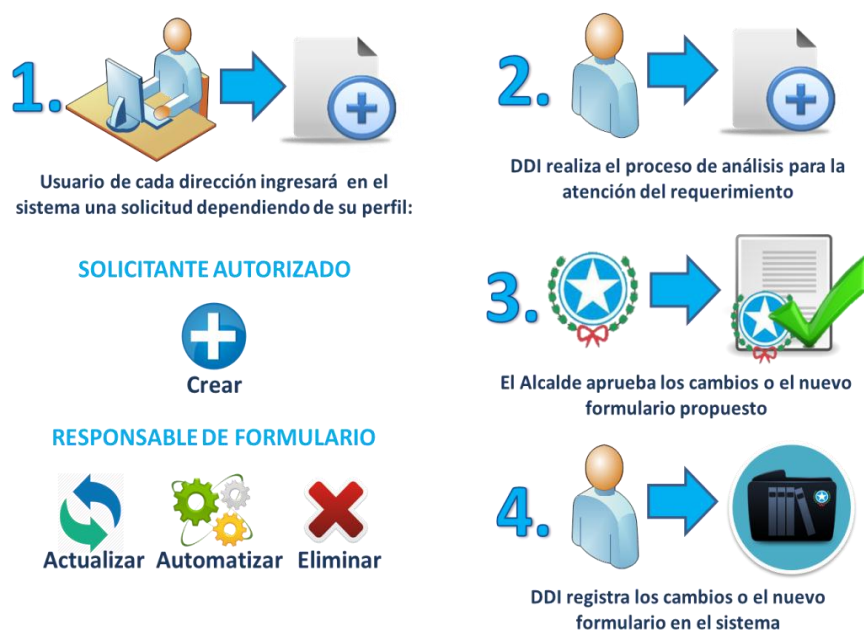 1.
Usuario de cada dirección ingresará en el
sistema una solicitud dependiendo de su perfil:
SOLICITANTE AUTORIZADO
Crear
RESPONSABLE DE FORMULARIO
Actualizar Automatizar Eliminar
2.
DDI realiza el proceso de análisis para la
atención del requerimiento
3.
El Alcalde aprueba los cambios o el nuevo
formulario propuesto
4.
DDI registra los cambios o el nuevo
formulario en el sistema